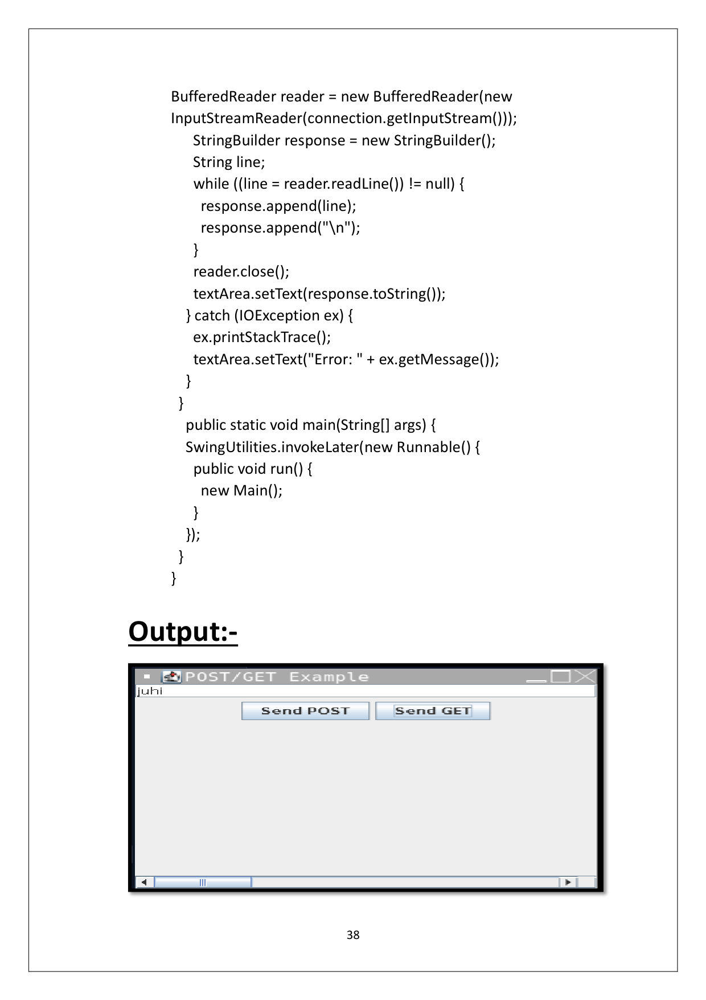 BufferedReader reader = new BufferedReader(new
InputStreamReader(connection.getInputStream()));
StringBuilder response = new StringBuilder();
String line;
while ((line = reader.readLine()) != null) {
response.append(line);
response.append("\n");
}
reader.close();
textArea.setText(response.toString());
} catch (IOException ex) {
ex.printStackTrace();
textArea.setText("Error: " + ex.getMessage());
}
}
public static void main(String[] args) {
SwingUtilities.invokeLater(new Runnable() {
public void run() {
new Main();
}
});
}
}
Output:-
POST/GET Example
juhi
Send POST Send GET
38